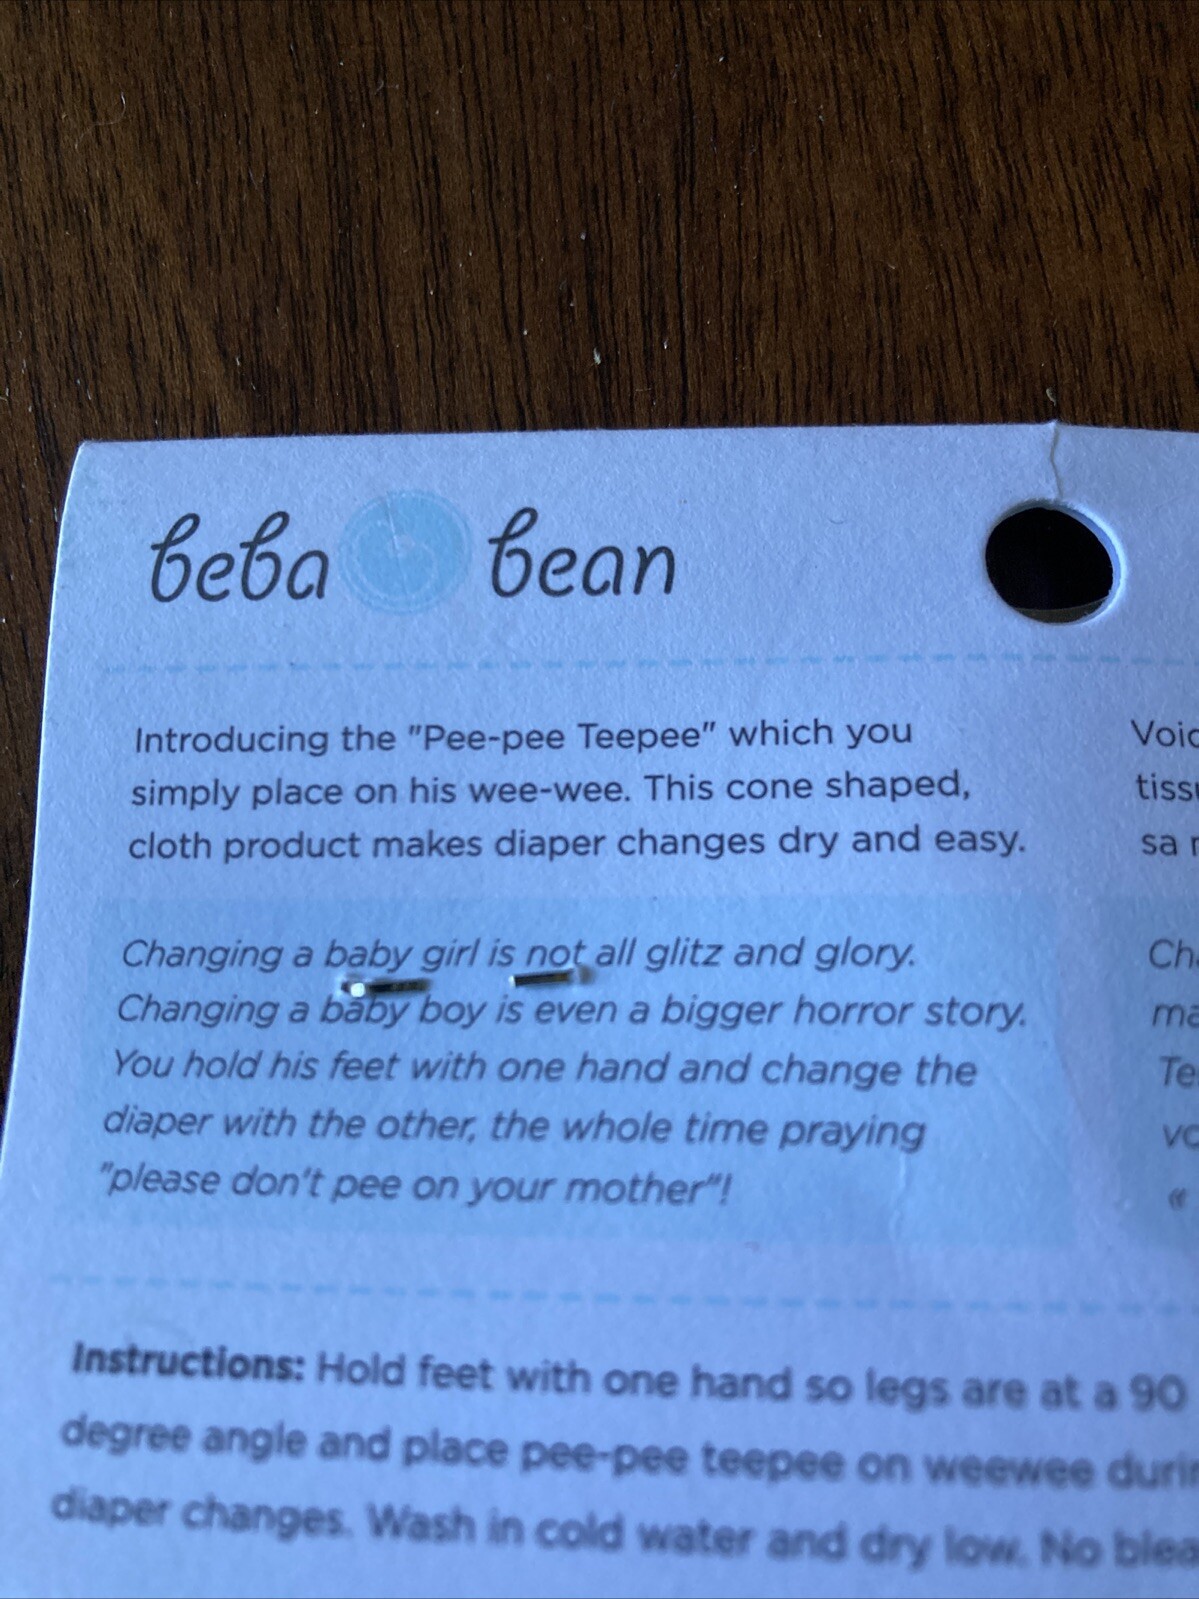 beba bean
Introducing the "Pee-pee Teepee" which you
simply place on his wee-wee. This cone shaped,
cloth product makes diaper changes dry and easy.
Changing a baby girl is not all glitz and glory.
Changing a baby boy is even a bigger horror story.
You hold his feet with one hand and change the
diaper with the other, the whole time praying
"please don't pee on your mother"!
Instructions: Hold feet with one hand so legs are at a 90
degree angle and place pee-pee teepee on weewee
diaper changes. Wash in cold water and dry low. No
sa
«